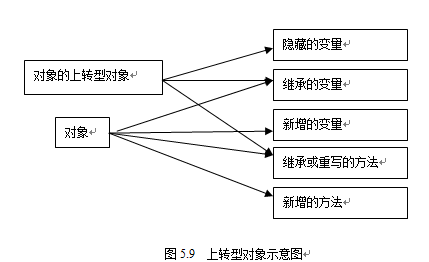 隐藏的变量
对象的上转型对象
继承的变量
新增的变量
对象
继承或重写的方法
新增的方法
图 5.9 上转型对象示意图